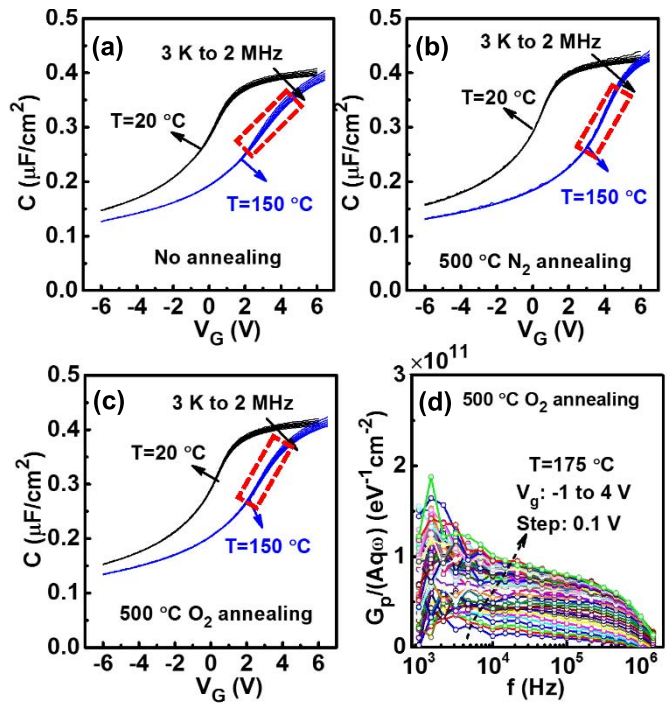 (a)
3 K to 2 MHz
T=20 °C
T=150 °C
No annealing
C (μF/cm²)
0.5
0.4
0.3
0.2
0.1
0.0
-6 -4 -2 0 2 4 6
V_G (V)
(b)
3 K to 2 MHz
T=20 °C
T=150 °C
500 °C N₂ annealing
C (μF/cm²)
0.5
0.4
0.3
0.2
0.1
0.0
-6 -4 -2 0 2 4 6
V_G (V)
(c)
3 K to 2 MHz
T=20 °C
T=150 °C
500 °C O₂ annealing
C (μF/cm²)
0.5
0.4
0.3
0.2
0.1
0.0
-6 -4 -2 0 2 4 6
V_G (V)
×10¹¹
(d)
500 °C O₂ annealing
T=175 °C
V_g: -1 to 4 V
Step: 0.1 V
G_p/(Aqω) (eV⁻¹cm⁻²)
3
2
1
0
10³ 10⁴ 10⁵ 10⁶
f (Hz)